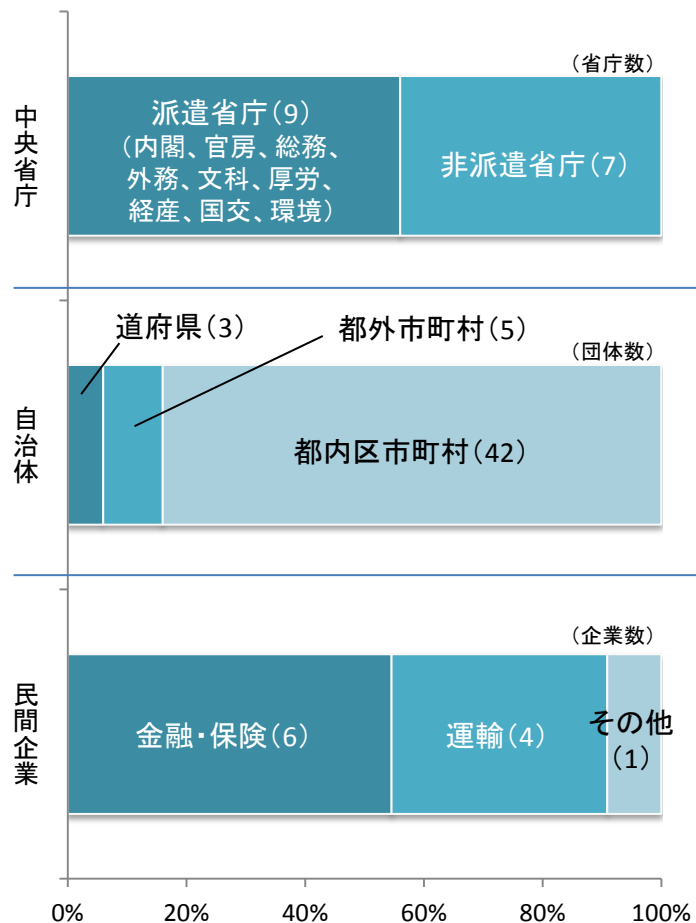 中央省庁
(省庁数)
派遣省庁(9)
(内閣、官房、総務、
外務、文科、厚労、
経産、国交、環境)
非派遣省庁(7)
自治体
道府県(3)
都外市町村(5)
(団体数)
都内区市町村(42)
民間企業
(企業数)
金融・保険(6)
運輸(4)
その他
(1)
0% 20% 40% 60% 80% 100%